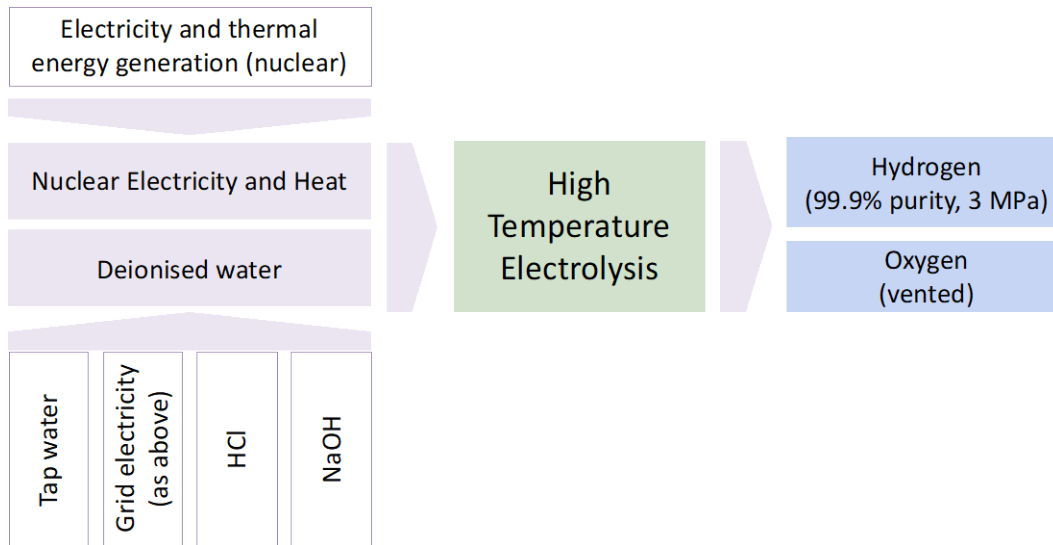 Electricity and thermal
energy generation (nuclear)
Nuclear Electricity and Heat
Deionised water
Tap water
Grid electricity
(as above)
HCl
NaOH
High
Temperature
Electrolysis
Hydrogen
(99.9% purity, 3 MPa)
Oxygen
(vented)